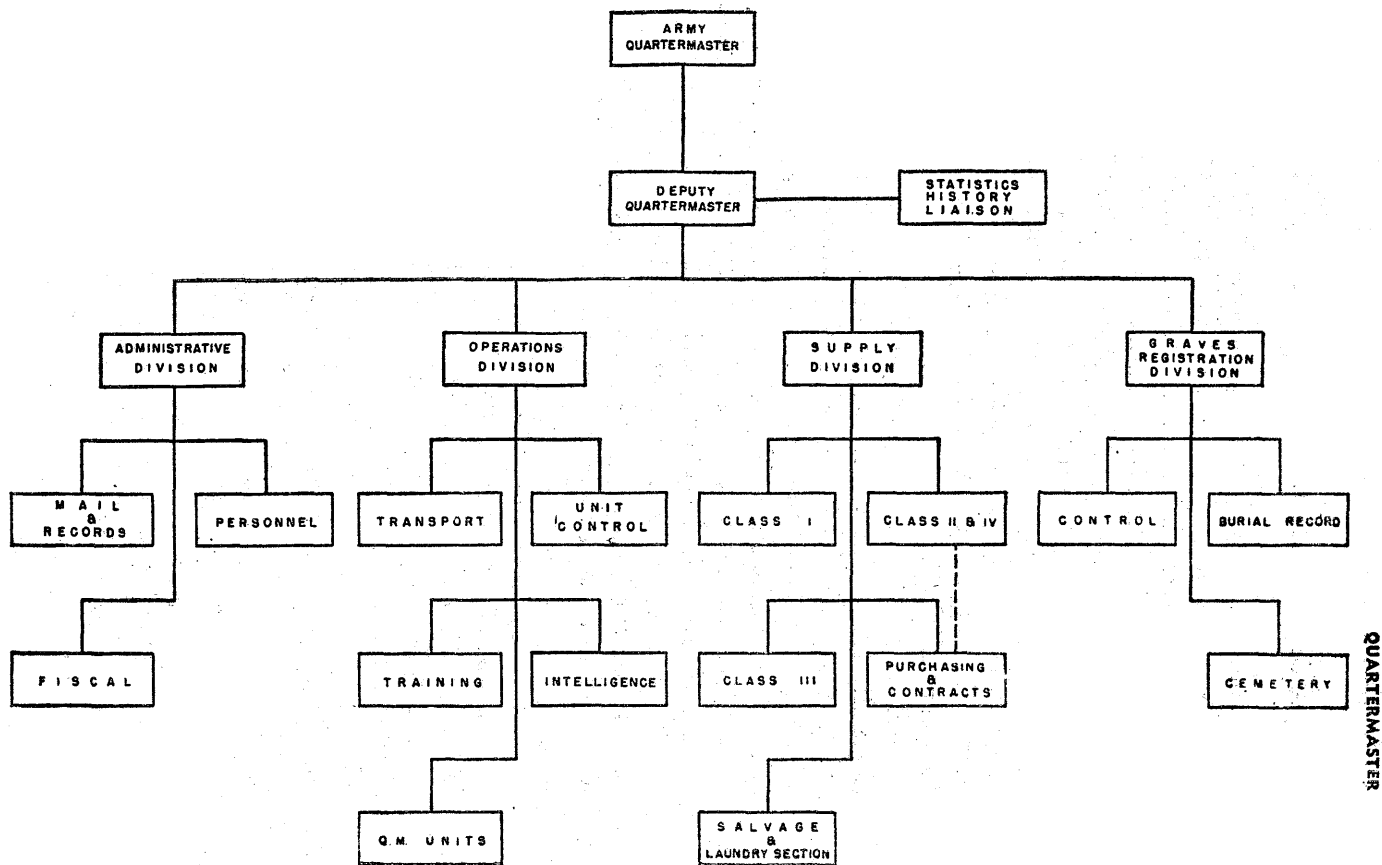 ARMY
QUARTERMASTER
DEPUTY
QUARTERMASTER
STATISTICS
HISTORY
LIAISON
ADMINISTRATIVE
DIVISION
OPERATIONS
DIVISION
SUPPLY
DIVISION
GRAVES
REGISTRATION
DIVISION
MAIL
&
RECORDS
PERSONNEL
TRANSPORT
UNIT
CONTROL
CLASS I
CLASS II & IV
CONTROL
BURIAL RECORD
FISCAL
TRAINING
INTELLIGENCE
CLASS III
PURCHASING
&
CONTRACTS
CEMETERY
Q.M. UNITS
SALVAGE
&
LAUNDRY SECTION
QUARTERMASTER